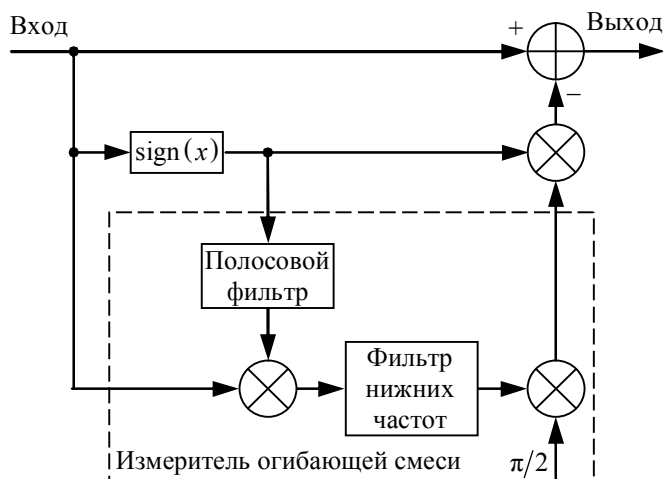 Вход
+
Выход
−
sign(x)
Полосовой
фильтр
Фильтр
нижних
частот
Измеритель огибающей смеси
π/2